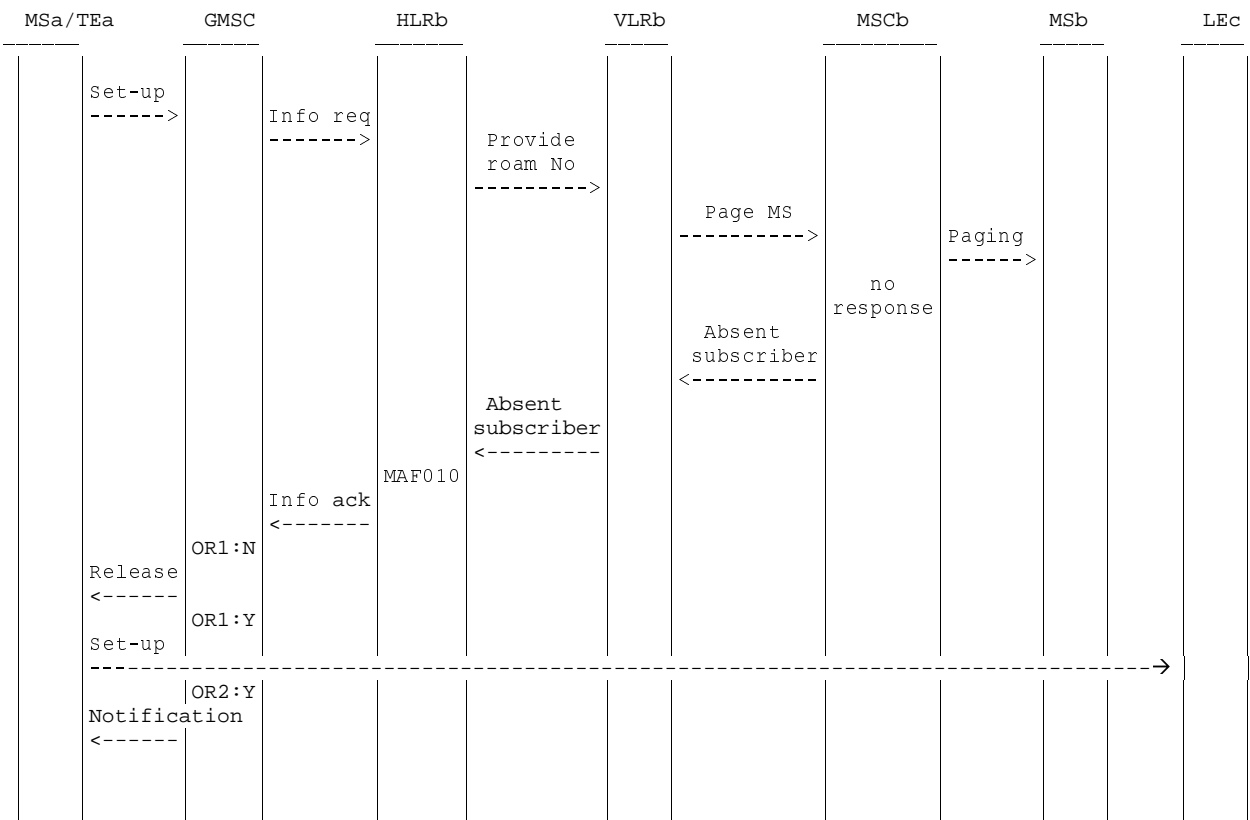 MSa/TEa GMSC HLRb VLRb MSCb MSb LEc
Set-up
------> Info req
-------> Provide
roam No
--------->
Page MS
----------> Paging
------>
no
response
Absent
subscriber
<----------
Absent
subscriber
<---------
MAF010
Info ack
<-------
OR1:N
Release
<------
OR1:Y
Set-up
OR2:Y
Notification
<------